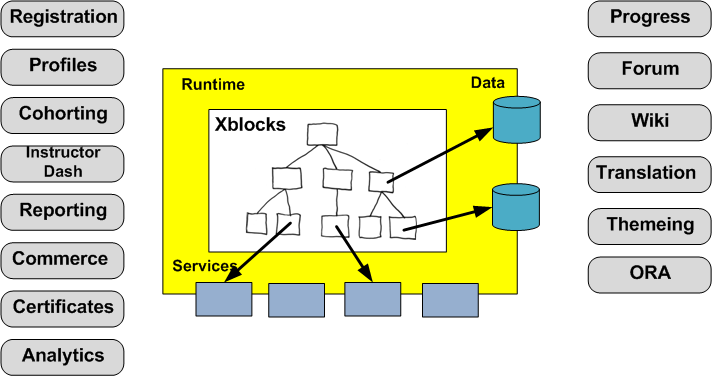 Registration
Profiles
Cohorting
Instructor
Dash
Reporting
Commerce
Certificates
Analytics
Runtime
Data
Xblocks
Services
Progress
Forum
Wiki
Translation
Themeing
ORA